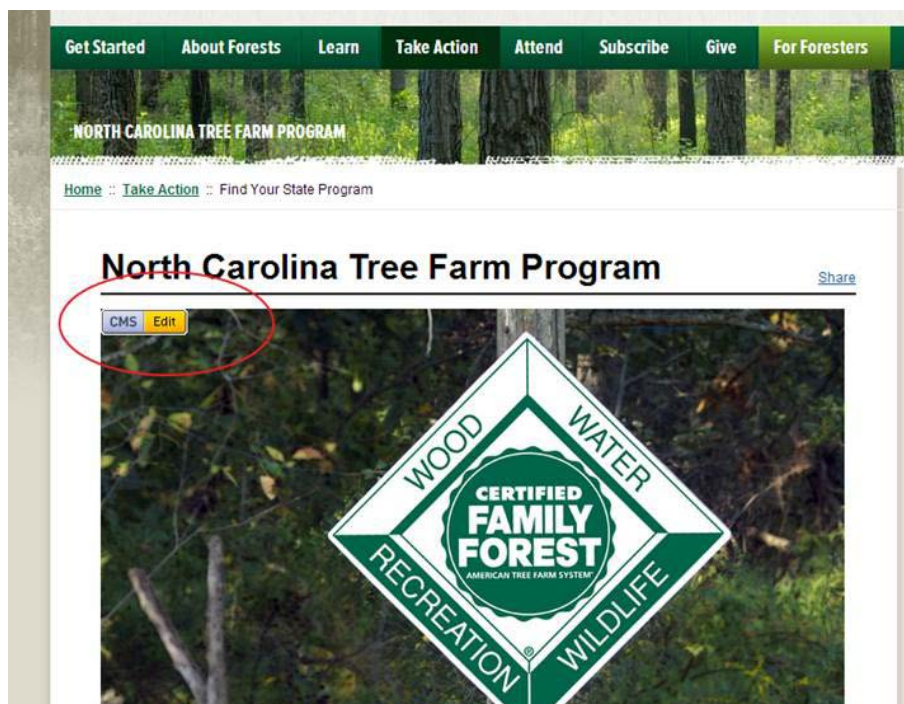 Get Started About Forests Learn Take Action Attend Subscribe Give For Foresters
NORTH CAROLINA TREE FARM PROGRAM
Home :: Take Action :: Find Your State Program
North Carolina Tree Farm Program
Share
CMS Edit
WOOD
WATER
CERTIFIED
FAMILY
FOREST
AMERICAN TREE FARM SYSTEM
RECREATION
WILDLIFE
®